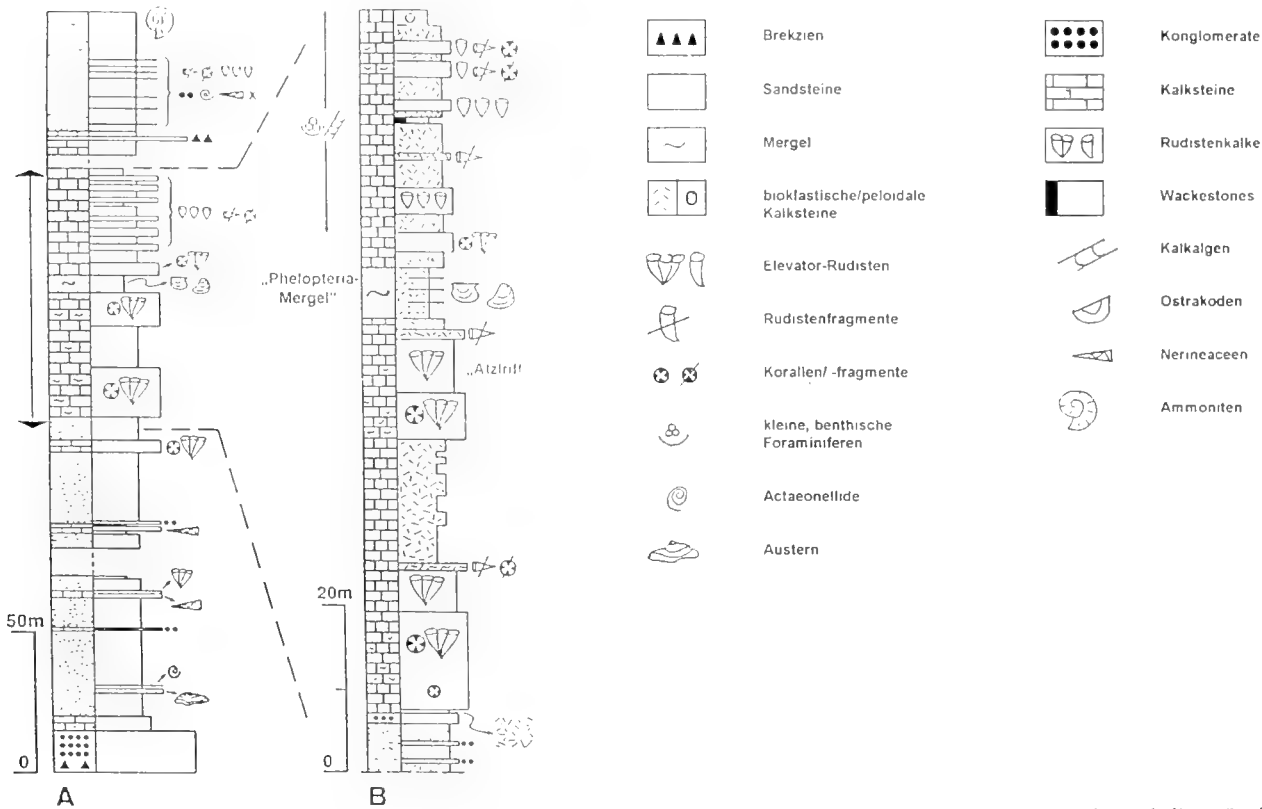 50m
0
A
„Phelopteria-
Mergel"
„Atzlriff
20m
0
B
Brekzien
Sandsteine
Mergel
bioklastische/peloidale
Kalksteine
Elevator-Rudisten
Rudistenfragmente
Korallen/ -fragmente
kleine, benthische
Foraminiferen
Actaeonellide
Austern
Konglomerate
Kalksteine
Rudistenkalke
Wackestones
Kalkalgen
Ostrakoden
Nerineaceen
Ammoniten